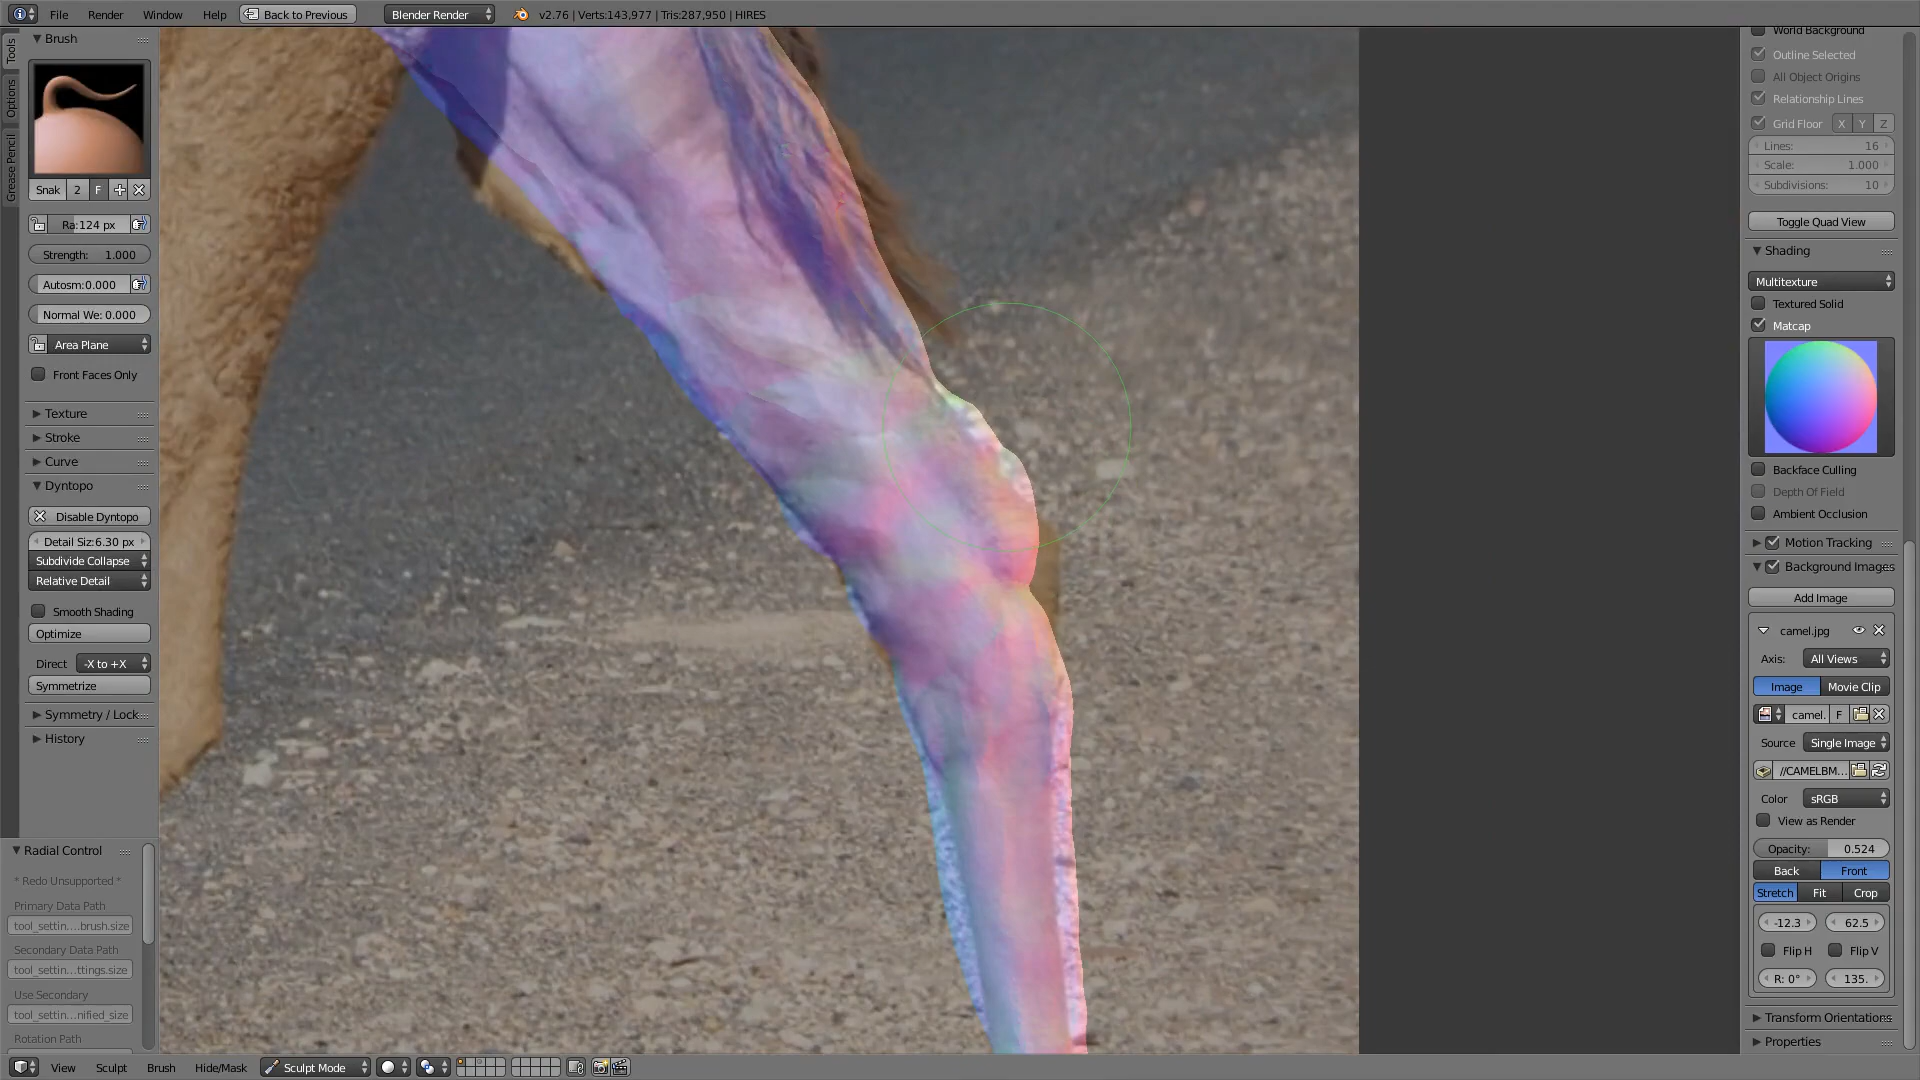 File Render Window Help Back to Previous Blender Render v2.76 | Verts:143,977 | Tris:287,950 | HIRES
Tools
Options
Grease Pencil
Brush
Snak 2 F
Ra:124 px
Strength: 1.000
Autosm:0.000
Normal We: 0.000
Area Plane
Front Faces Only
Texture
Stroke
Curve
Dyntopo
Disable Dyntopo
Detail Siz:6.30 px
Subdivide Collapse
Relative Detail
Smooth Shading
Optimize
Direct -X to +X
Symmetrize
Symmetry / Lock
History
Radial Control
* Redo Unsupported *
Primary Data Path
tool_settin....brush.size
Secondary Data Path
tool_settin...ttings.size
Use Secondary
tool_settin...nified_size
Rotation Path
World Background
Outline Selected
All Object Origins
Relationship Lines
Grid Floor X Y Z
Lines: 16
Scale: 1.000
Subdivisions: 10
Toggle Quad View
Shading
Multitexture
Textured Solid
Matcap
Backface Culling
Depth Of Field
Ambient Occlusion
Motion Tracking
Background Images
Add Image
camel.jpg
Axis: All Views
Image Movie Clip
camel. F
Source Single Image
//CAMELBM...
Color sRGB
View as Render
Opacity: 0.524
Back Front
Stretch Fit Crop
-12.3 62.5
Flip H Flip V
R: 0° 135.
Transform Orientations
Properties
View Sculpt Brush Hide/Mask Sculpt Mode